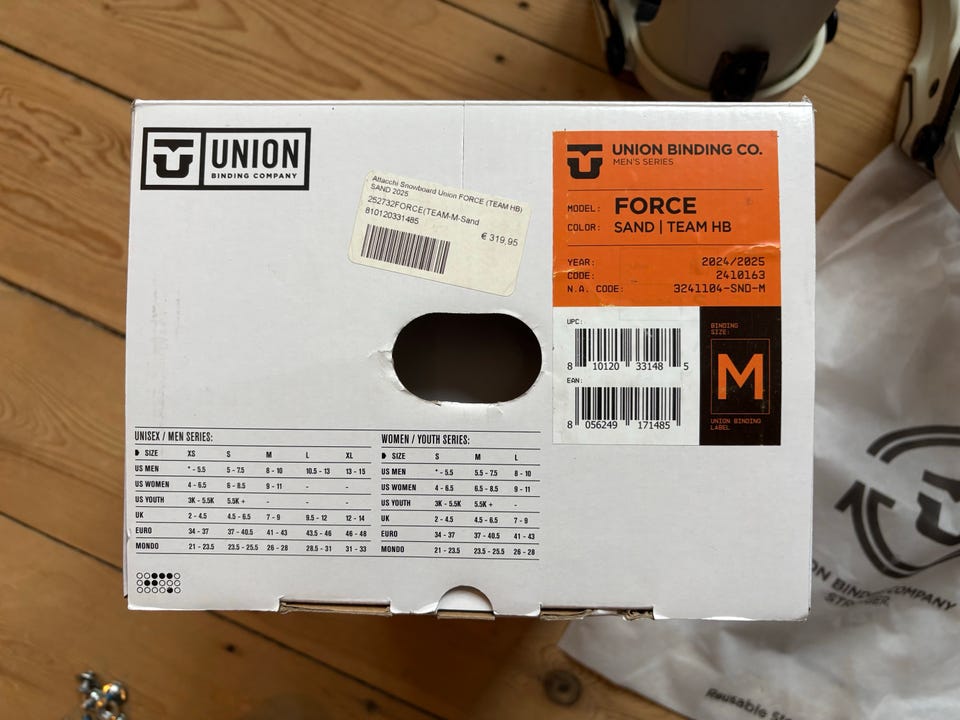 UNION
BINDING COMPANY
Attacchi Snowboard Union FORCE (TEAM HB)
SAND 2025
252732FORCE(TEAM-M-Sand
810120331485
€ 319,95
UNION BINDING CO.
MEN'S SERIES
MODEL: FORCE
COLOR: SAND | TEAM HB
YEAR: 2024/2025
CODE: 2410163
N.A. CODE: 3241104-SND-M
UPC:
8 10120 33148 5
EAN:
8 056249 171485
BINDING
SIZE:
M
UNION BINDING
LABEL
UNISEX / MEN SERIES:
SIZE XS S M L XL
US MEN * - 5.5 5 - 7.5 8 - 10 10.5 - 13 13 - 15
US WOMEN 4 - 6.5 6 - 8.5 9 - 11 - -
US YOUTH 3K - 5.5K 5.5K + - - -
UK 2 - 4.5 4.5 - 6.5 7 - 9 9.5 - 12 12 - 14
EURO 34 - 37 37 - 40.5 41 - 43 43.5 - 46 46 - 48
MONDO 21 - 23.5 23.5 - 25.5 26 - 28 28.5 - 31 31 - 33
WOMEN / YOUTH SERIES:
SIZE S M L
US MEN * - 5.5 5.5 - 7.5 8 - 10
US WOMEN 4 - 6.5 6.5 - 8.5 9 - 11
US YOUTH 3K - 5.5K 5.5K + -
UK 2 - 4.5 4.5 - 6.5 7 - 9
EURO 34 - 37 37 - 40.5 41 - 43
MONDO 21 - 23.5 23.5 - 25.5 26 - 28
COMPANY
Reusable